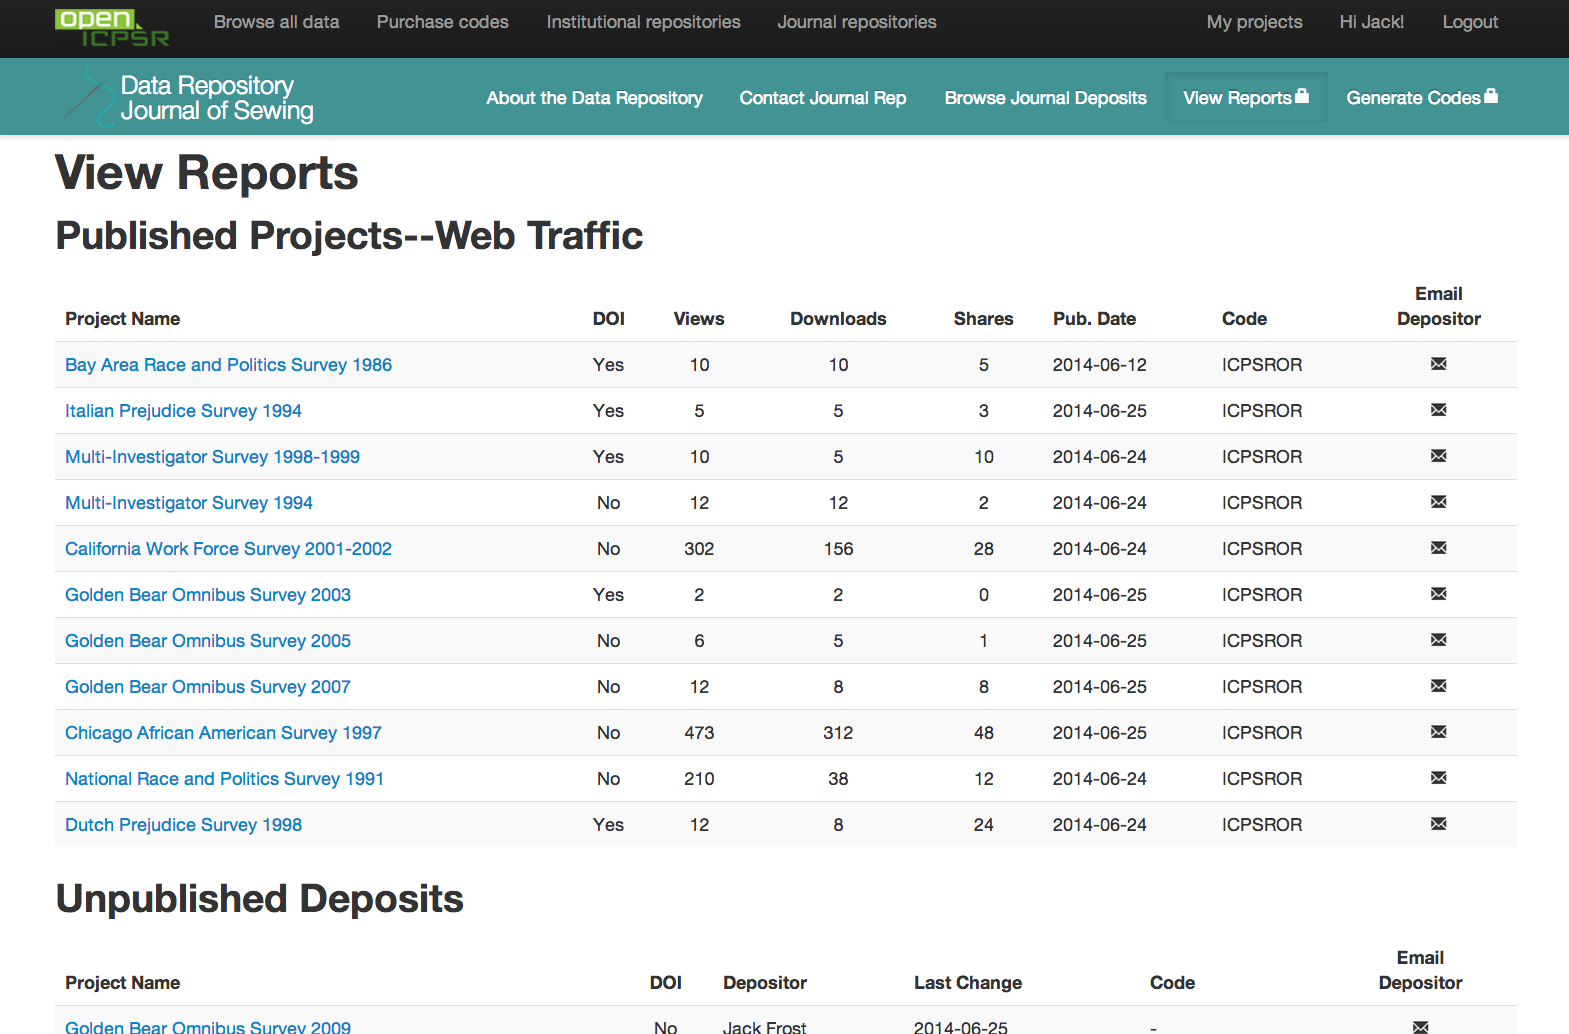 open ICPSR Browse all data Purchase codes Institutional repositories Journal repositories My projects Hi Jack! Logout
Data Repository
Journal of Sewing
About the Data Repository Contact Journal Rep Browse Journal Deposits View Reports Generate Codes
View Reports
Published Projects--Web Traffic
Project Name DOI Views Downloads Shares Pub. Date Code Email Depositor
Bay Area Race and Politics Survey 1986 Yes 10 10 5 2014-06-12 ICPSROR
Italian Prejudice Survey 1994 Yes 5 5 3 2014-06-25 ICPSROR
Multi-Investigator Survey 1998-1999 Yes 10 5 10 2014-06-24 ICPSROR
Multi-Investigator Survey 1994 No 12 12 2 2014-06-24 ICPSROR
California Work Force Survey 2001-2002 No 302 156 28 2014-06-24 ICPSROR
Golden Bear Omnibus Survey 2003 Yes 2 2 0 2014-06-25 ICPSROR
Golden Bear Omnibus Survey 2005 No 6 5 1 2014-06-25 ICPSROR
Golden Bear Omnibus Survey 2007 No 12 8 8 2014-06-25 ICPSROR
Chicago African American Survey 1997 No 473 312 48 2014-06-25 ICPSROR
National Race and Politics Survey 1991 No 210 38 12 2014-06-24 ICPSROR
Dutch Prejudice Survey 1998 Yes 12 8 24 2014-06-24 ICPSROR
Unpublished Deposits
Project Name DOI Depositor Last Change Code Email Depositor
Golden Bear Omnibus Survey 2009 No Jack Frost 2014-06-25 -